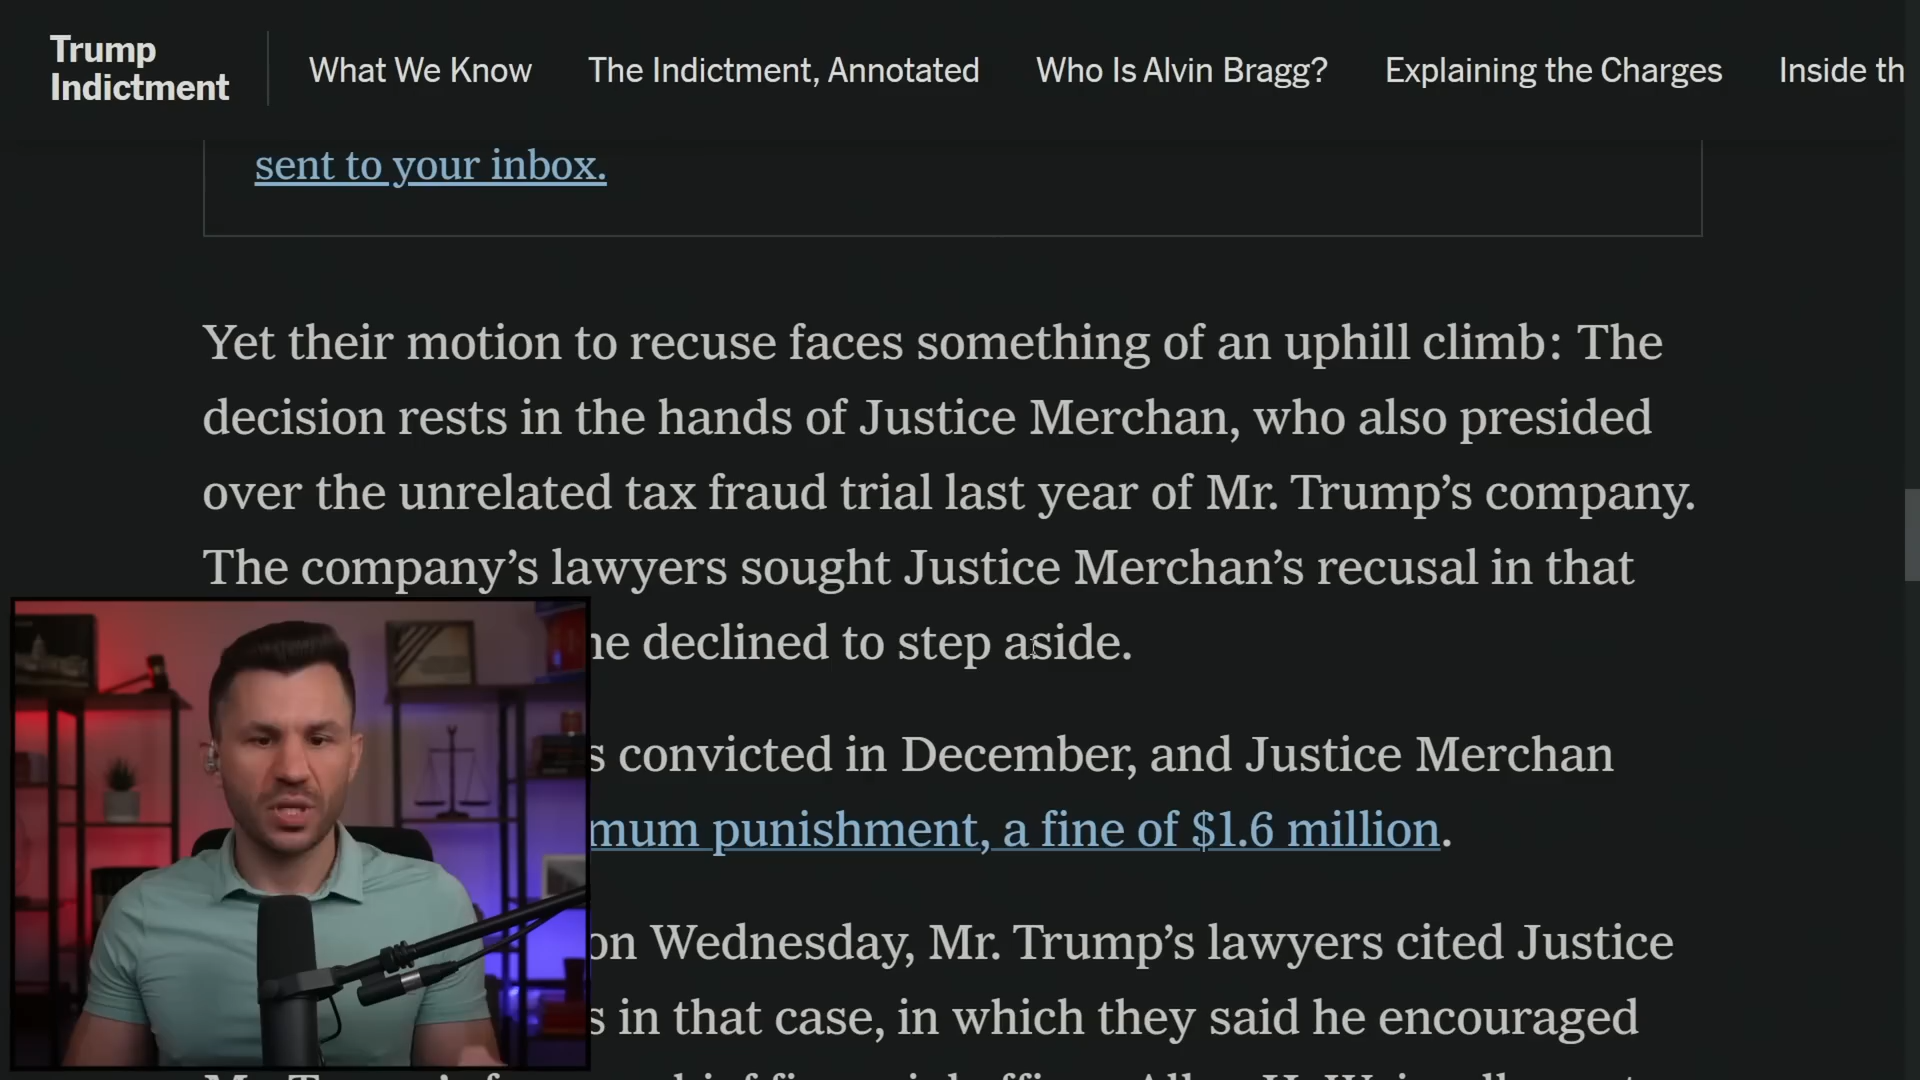 Trump
Indictment
What We Know
The Indictment, Annotated
Who Is Alvin Bragg?
Explaining the Charges
Inside th
sent to your inbox.
Yet their motion to recuse faces something of an uphill climb: The
decision rests in the hands of Justice Merchan, who also presided
over the unrelated tax fraud trial last year of Mr. Trump’s company.
The company’s lawyers sought Justice Merchan’s recusal in that
he declined to step aside.
s convicted in December, and Justice Merchan
mum punishment, a fine of $1.6 million.
on Wednesday, Mr. Trump’s lawyers cited Justice
s in that case, in which they said he encouraged